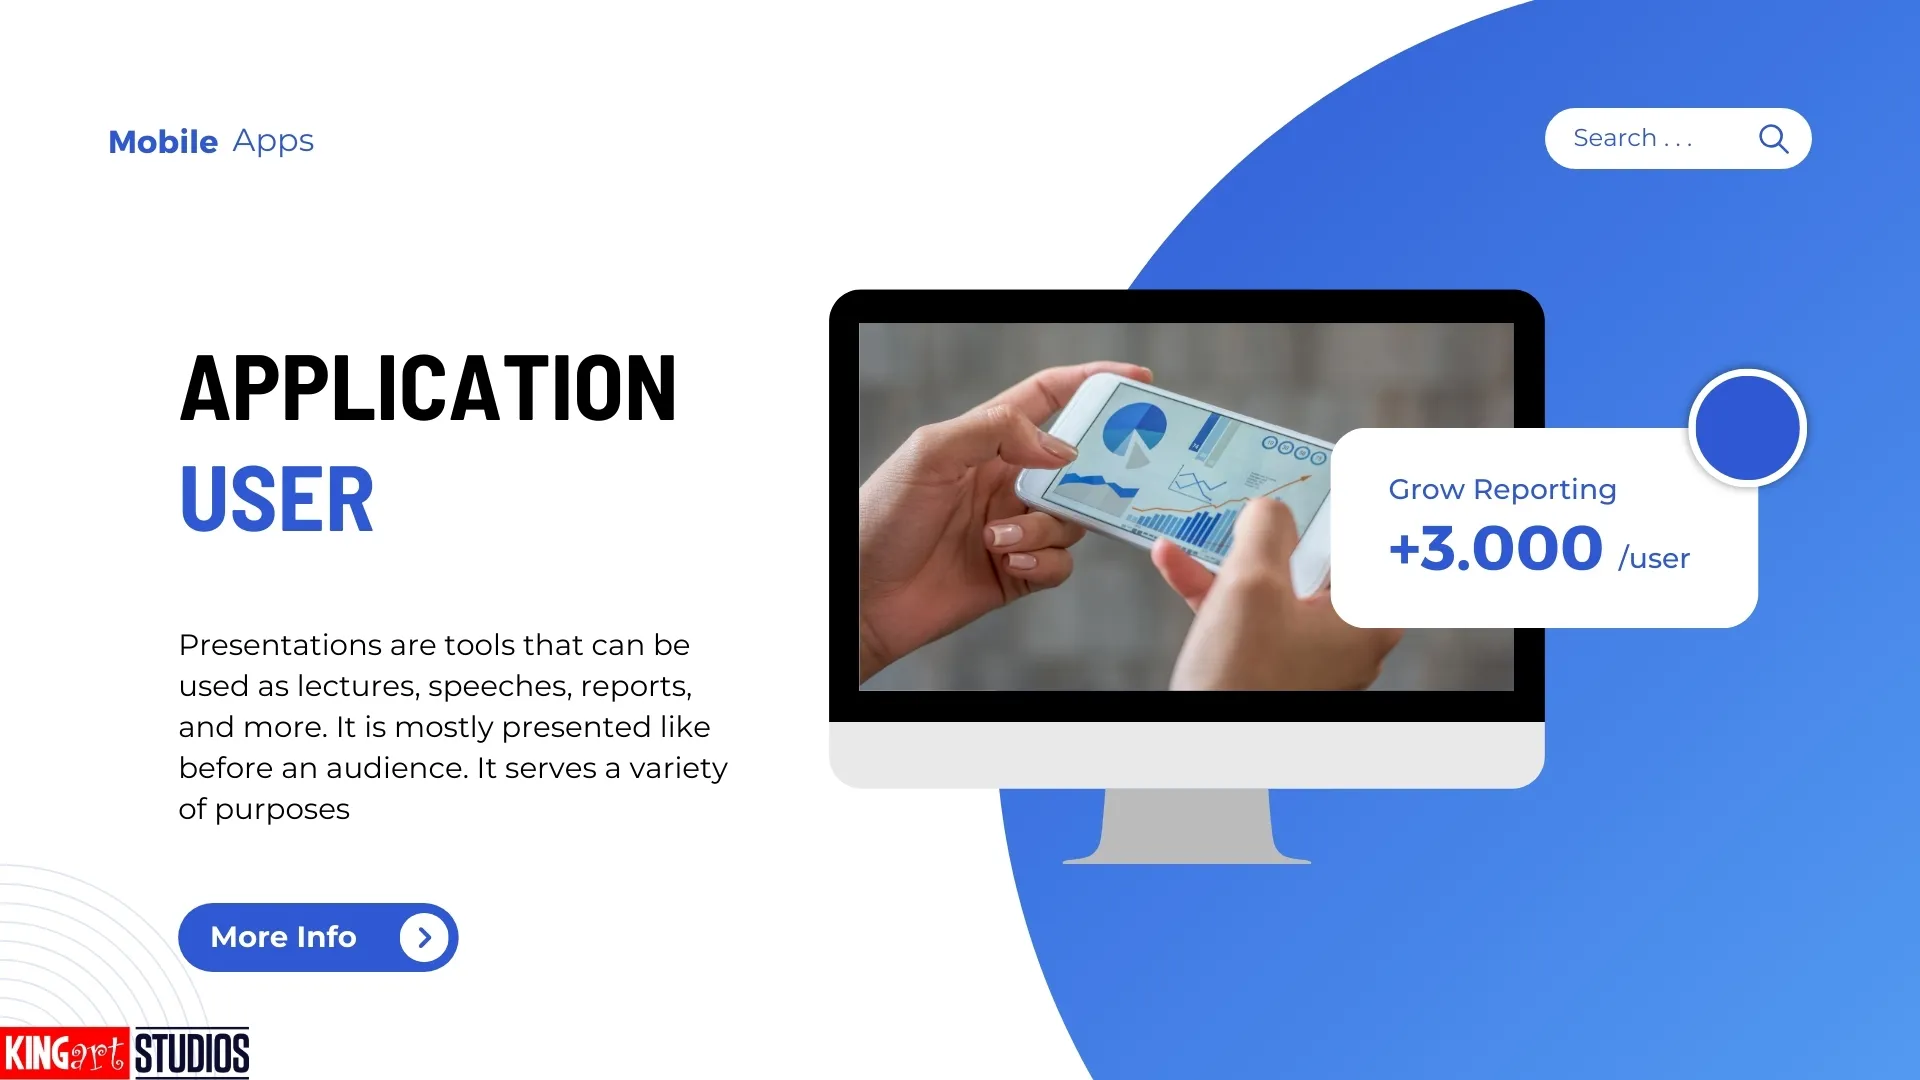 Mobile Apps
Search . . .
APPLICATION
USER
Grow Reporting
+3.000 /user
Presentations are tools that can be
used as lectures, speeches, reports,
and more. It is mostly presented like
before an audience. It serves a variety
of purposes
More Info
KINGart STUDIOS